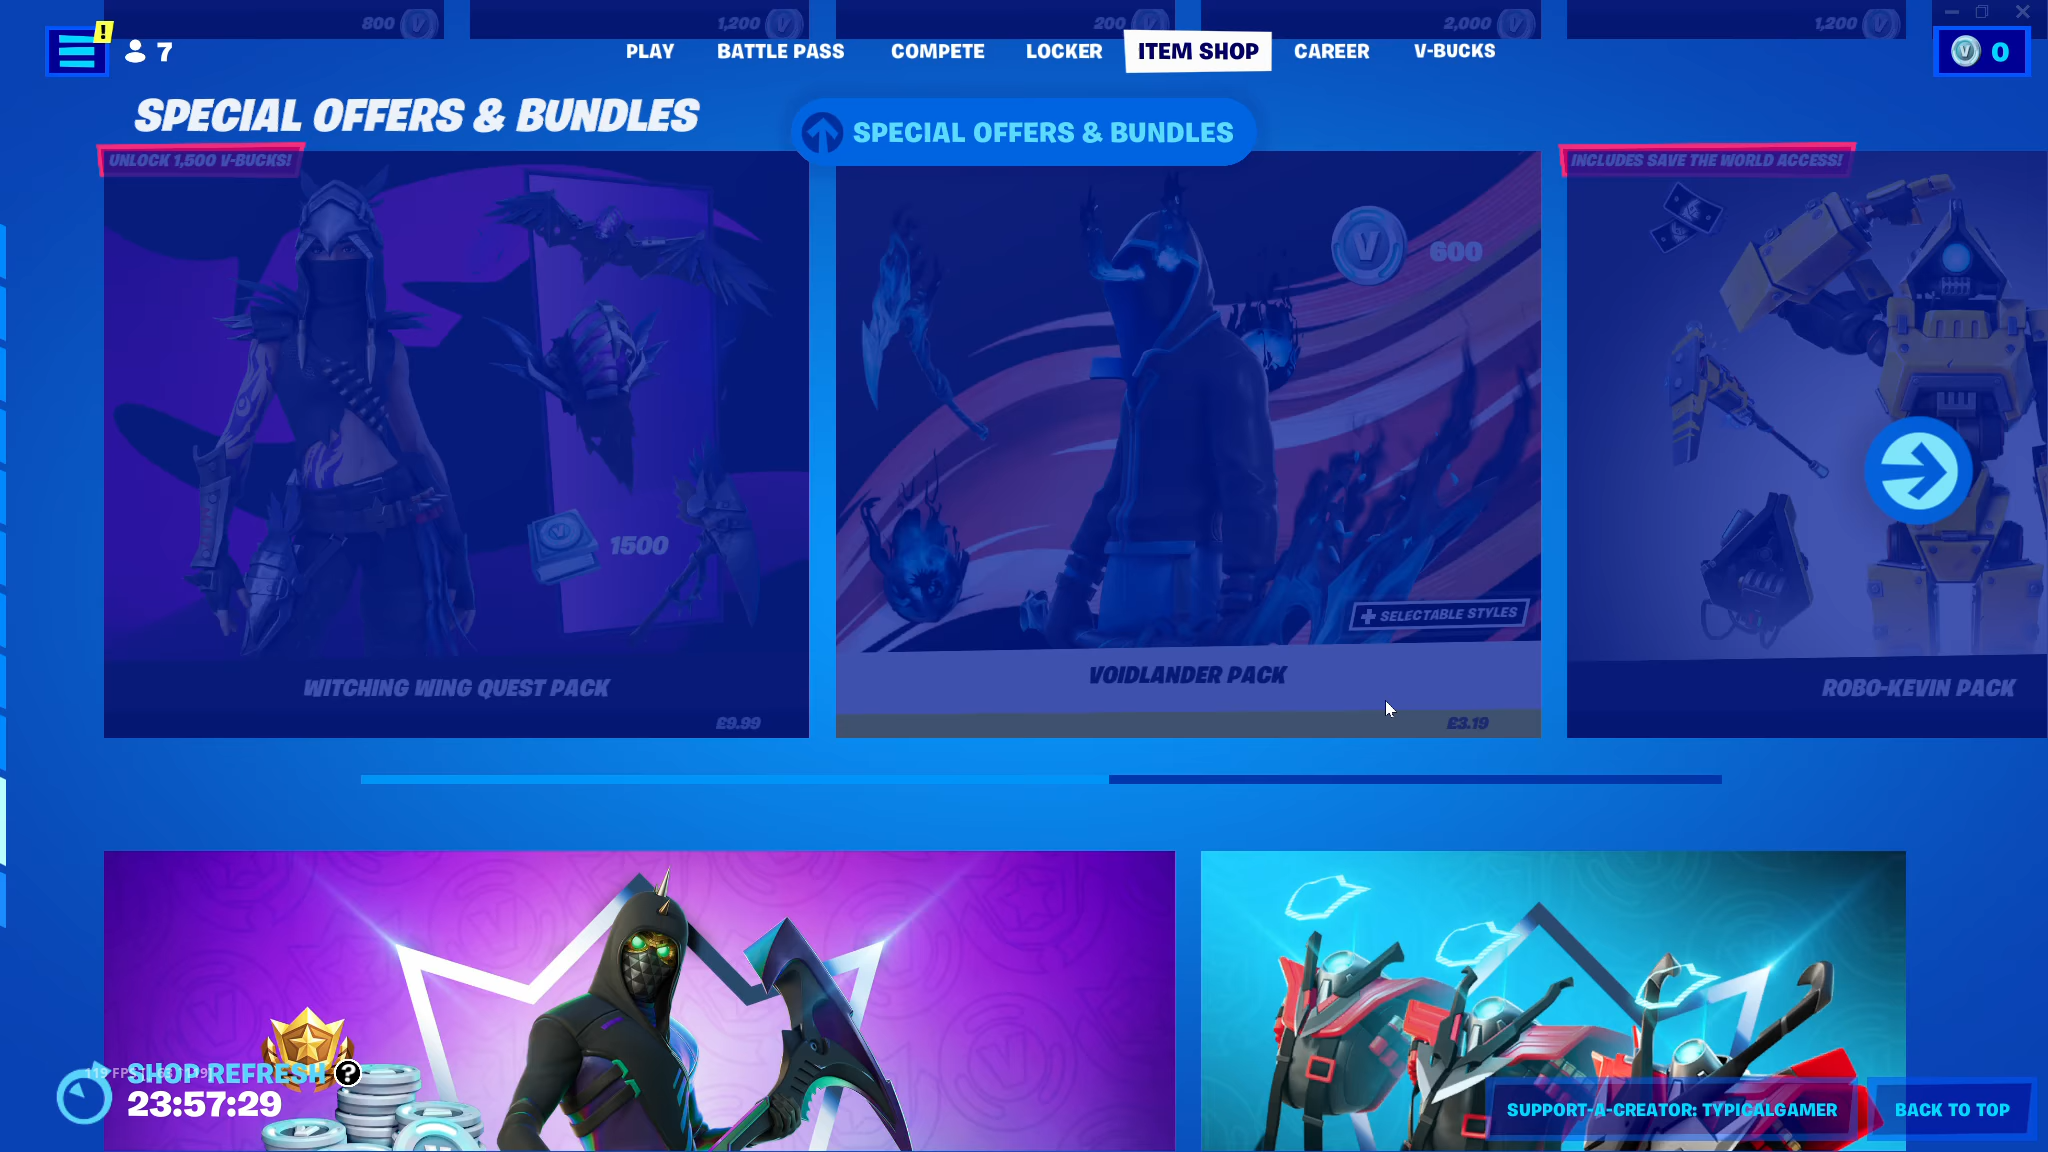 800
1,200
200
2,000
1,200
!
7
PLAY
BATTLE PASS
COMPETE
LOCKER
ITEM SHOP
CAREER
V-BUCKS
0
SPECIAL OFFERS & BUNDLES
SPECIAL OFFERS & BUNDLES
UNLOCK 1,500 V-BUCKS!
INCLUDES SAVE THE WORLD ACCESS!
600
1500
+ SELECTABLE STYLES
WITCHING WING QUEST PACK
£9.99
VOIDLANDER PACK
£3.19
ROBO-KEVIN PACK
SHOP REFRESH ?
23:57:29
SUPPORT-A-CREATOR: TYPICALGAMER
BACK TO TOP